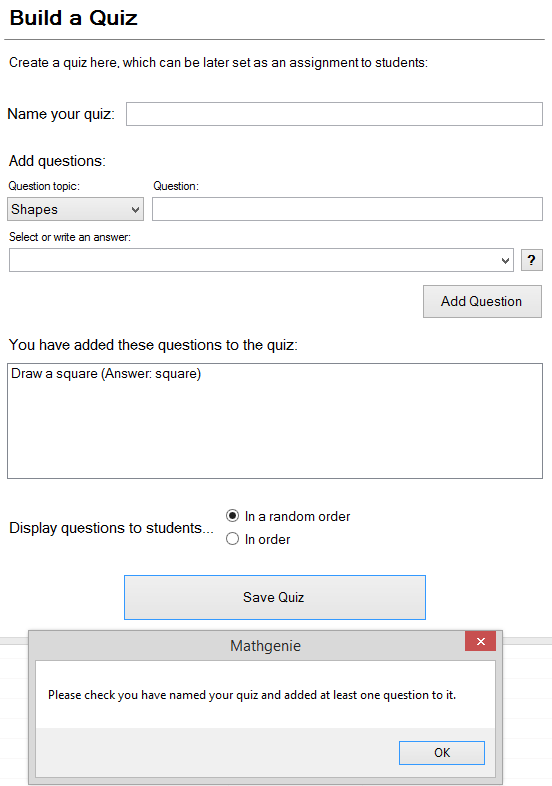 Build a Quiz
Create a quiz here, which can be later set as an assignment to students:
Name your quiz:
Add questions:
Question topic: Question:
Shapes
Select or write an answer:
?
Add Question
You have added these questions to the quiz:
Draw a square (Answer: square)
In a random order
Display questions to students...
In order
Save Quiz
Mathgenie
Please check you have named your quiz and added at least one question to it.
OK